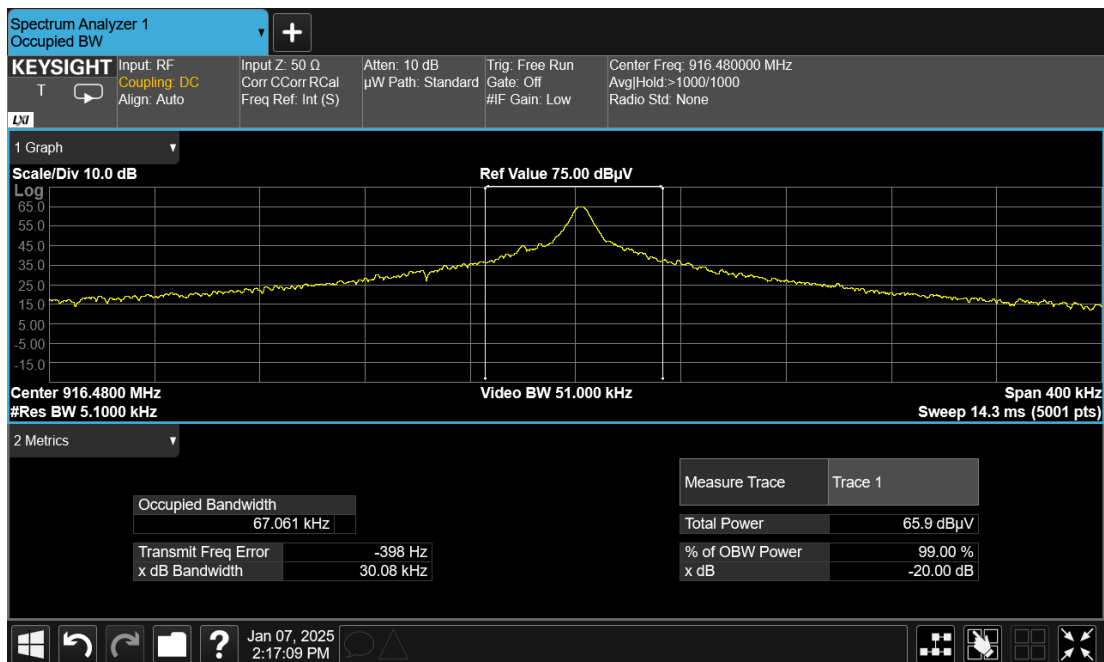 Spectrum Analyzer 1
Occupied BW
KEYSIGHT
T
LXI
Input: RF
Coupling: DC
Align: Auto
Input Z: 50 Ω
Corr CCorr RCal
Freq Ref: Int (S)
Atten: 10 dB
µW Path: Standard
Trig: Free Run
Gate: Off
#IF Gain: Low
Center Freq: 916.480000 MHz
Avg|Hold:>1000/1000
Radio Std: None
1 Graph
Scale/Div 10.0 dB
Ref Value 75.00 dBµV
Log
65.0
55.0
45.0
35.0
25.0
15.0
5.00
-5.00
-15.0
Center 916.4800 MHz
Video BW 51.000 kHz
Span 400 kHz
#Res BW 5.1000 kHz
Sweep 14.3 ms (5001 pts)
2 Metrics
Occupied Bandwidth
67.061 kHz
Transmit Freq Error -398 Hz
x dB Bandwidth 30.08 kHz
Measure Trace Trace 1
Total Power 65.9 dBµV
% of OBW Power 99.00 %
x dB -20.00 dB
?
Jan 07, 2025
2:17:09 PM